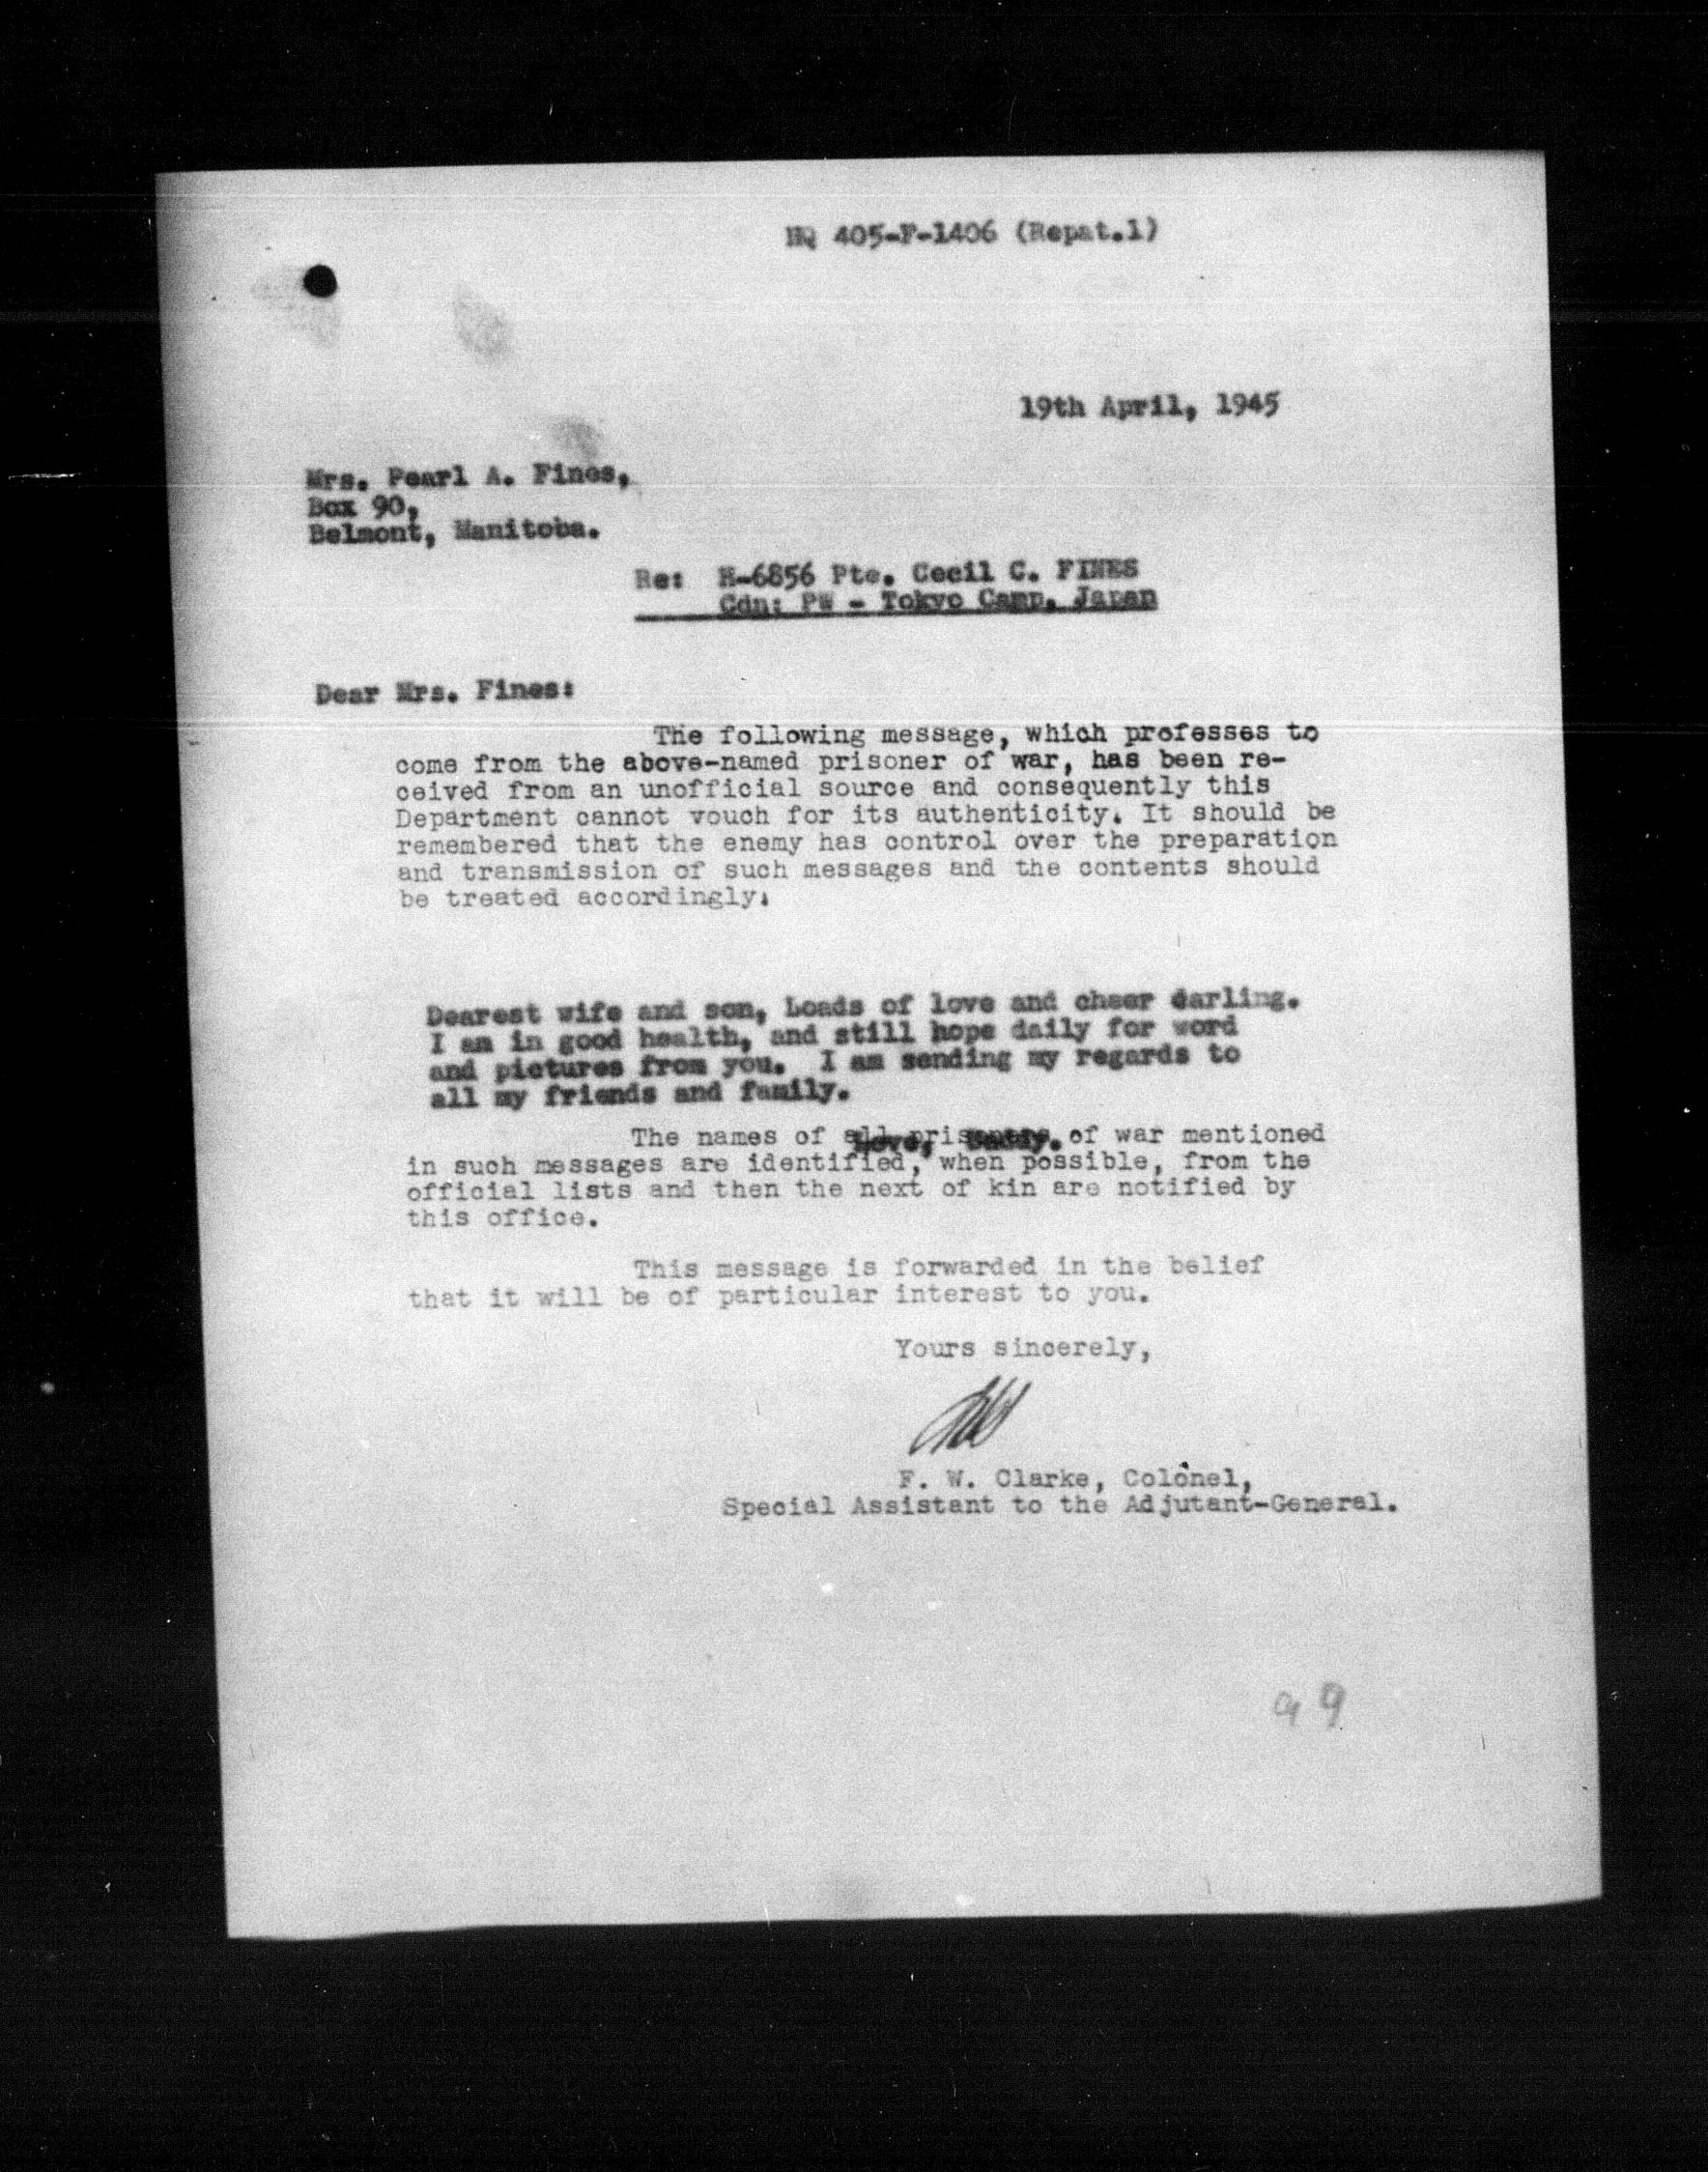 HQ 405-F-1406 (Repat.1)
19th April, 1945
Mrs. Pearl A. Fines,
Box 90,
Belmont, Manitoba.
Re: H-6856 Pte. Cecil C. FINES
Cdn: PW - Tokyo Camp, Japan
Dear Mrs. Fines:
The following message, which professes to
come from the above-named prisoner of war, has been re-
ceived from an unofficial source and consequently this
Department cannot vouch for its authenticity. It should be
remembered that the enemy has control over the preparation
and transmission of such messages and the contents should
be treated accordingly.
Dearest wife and son, Loads of love and cheer darling.
I am in good health, and still hope daily for word
and pictures from you. I am sending my regards to
all my friends and family.
Love, Daddy.
The names of all prisoners of war mentioned
in such messages are identified, when possible, from the
official lists and then the next of kin are notified by
this office.
This message is forwarded in the belief
that it will be of particular interest to you.
Yours sincerely,
F. W. Clarke, Colonel,
Special Assistant to the Adjutant-General.
99